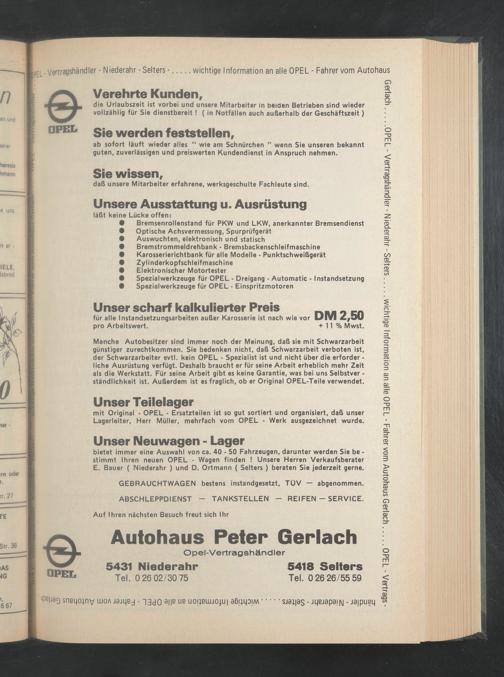 OPEL - Vertragshändler - Niederahr - Selters - . . . . . wichtige Information an alle OPEL - Fahrer vom Autohaus
Gerlach . . . . . OPEL - Vertragshändler - Niederahr - Selters . . . . . wichtige Information an alle OPEL - Fahrer vom Autohaus Gerlach . . . . . OPEL - Vertrags-
händler - Niederahr - Selters . . . . . wichtige Information an alle OPEL - Fahrer vom Autohaus Gerlach
OPEL
Verehrte Kunden,
die Urlaubszeit ist vorbei und unsere Mitarbeiter in beiden Betrieben sind wieder
vollzählig für Sie dienstbereit ! ( in Notfällen auch außerhalb der Geschäftzeit )
Sie werden feststellen,
ab sofort läuft wieder alles " wie am Schnürchen " wenn Sie unseren bekannt
guten, zuverlässigen und preiswerten Kundendienst in Anspruch nehmen.
Sie wissen,
daß unsere Mitarbeiter erfahrene, werksgeschulte Fachleute sind.
Unsere Ausstattung u. Ausrüstung
läßt keine Lücke offen:
● Bremsenrollenstand für PKW und LKW, anerkannter Bremsendienst
● Optische Achsvermessung, Spurprüfgerät
● Auswuchten, elektronisch und statisch
● Bremstrommeldrehbank - Bremsbackenschleifmaschine
● Karosserierichtbank für alle Modelle - Punktschweißgerät
● Zylinderkopfschleifmaschine
● Elektronischer Motortester
● Spezialwerkzeuge für OPEL - Dreigang - Automatic - Instandsetzung
● Spezialwerkzeuge für OPEL - Einspritzmotoren
Unser scharf kalkulierter Preis
für alle Instandsetzungsarbeiten außer Karosserie ist nach wie vor DM 2,50
pro Arbeitswert. + 11 % Mwst.
Manche Autobesitzer sind immer noch der Meinung, daß sie mit Schwarzarbeit
günstiger zurechtkommen. Sie bedenken nicht, daß Schwarzarbeit verboten ist,
der Schwarzarbeiter evtl. kein OPEL - Spezialist ist und nicht über die erforder -
liche Ausrüstung verfügt. Deshalb braucht er für seine Arbeit erheblich mehr Zeit
als die Werkstatt. Für seine Arbeit gibt es keine Garantie, was bei uns Selbstver -
ständlichkeit ist. Außerdem ist es fraglich, ob er Original OPEL-Teile verwendet.
Unser Teilelager
mit Original - OPEL - Ersatzteilen ist so gut sortiert und organisiert, daß unser
Lagerleiter, Herr Müller, mehrfach vom OPEL - Werk ausgezeichnet wurde.
Unser Neuwagen - Lager
bietet immer eine Auswahl von ca. 40 - 50 Fahrzeugen, darunter werden Sie be -
stimmt Ihren neuen OPEL - Wagen finden ! Unsere Herren Verkaufsberater
E. Bauer ( Niederahr ) und D. Ortmann ( Selters ) beraten Sie jederzeit gerne.
GEBRAUCHTWAGEN bestens instandgesetzt, TÜV — abgenommen.
ABSCHLEPPDIENST — TANKSTELLEN — REIFEN — SERVICE.
Auf Ihren nächsten Besuch freut sich Ihr
OPEL
Autohaus Peter Gerlach
Opel-Vertragshändler
5431 Niederahr 5418 Selters
Tel. 0 26 02/30 75 Tel. 0 26 26/55 59